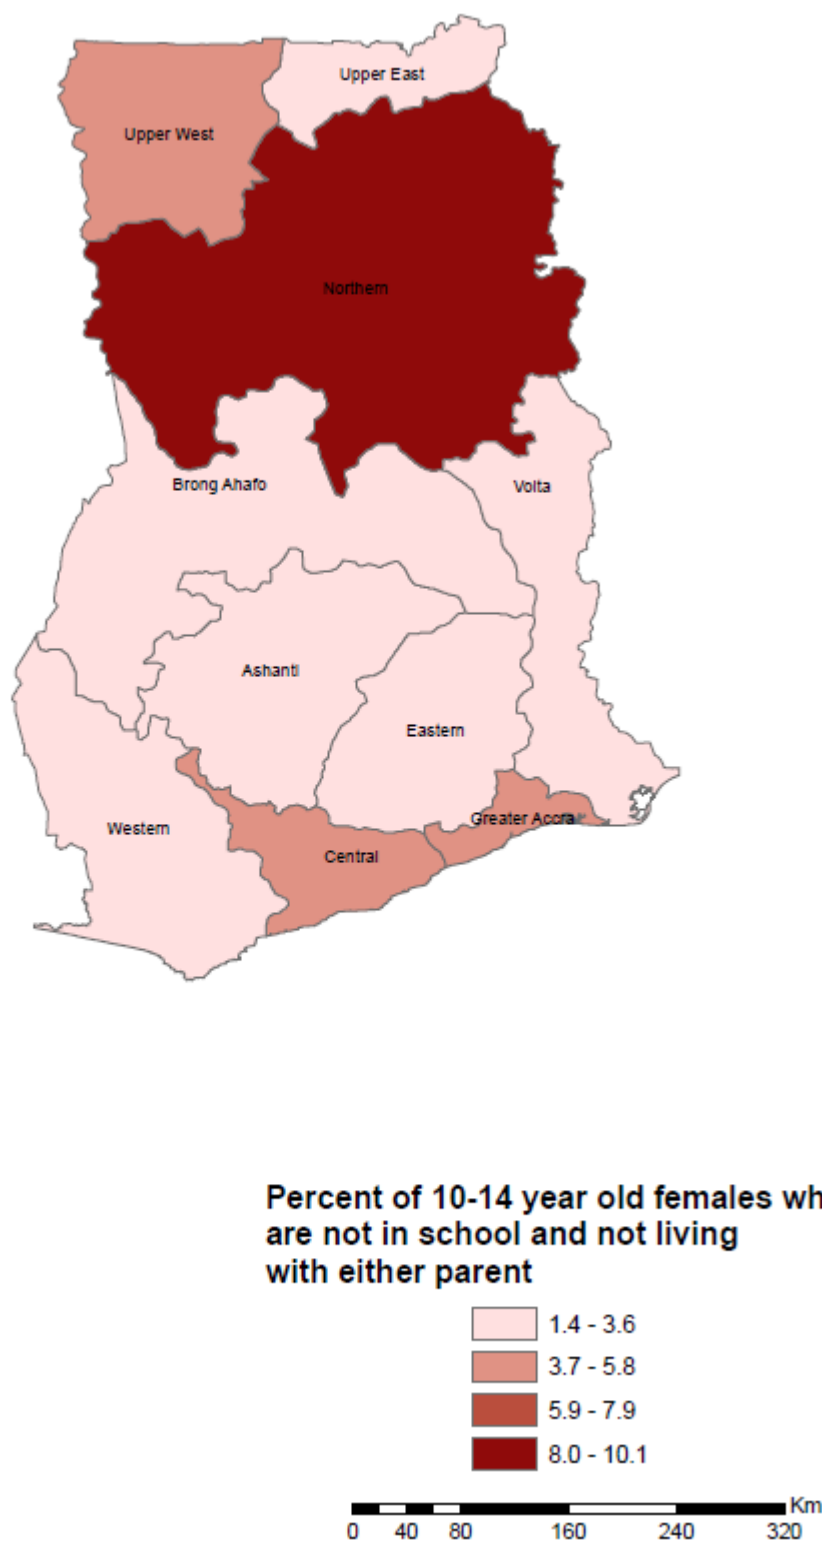 Upper East
Upper West
Northern
Brong Ahafo
Volta
Ashanti
Eastern
Greater Accra
Western
Central
Percent of 10-14 year old females wh
are not in school and not living
with either parent
1.4 - 3.6
3.7 - 5.8
5.9 - 7.9
8.0 - 10.1
Km
0 40 80 160 240 320